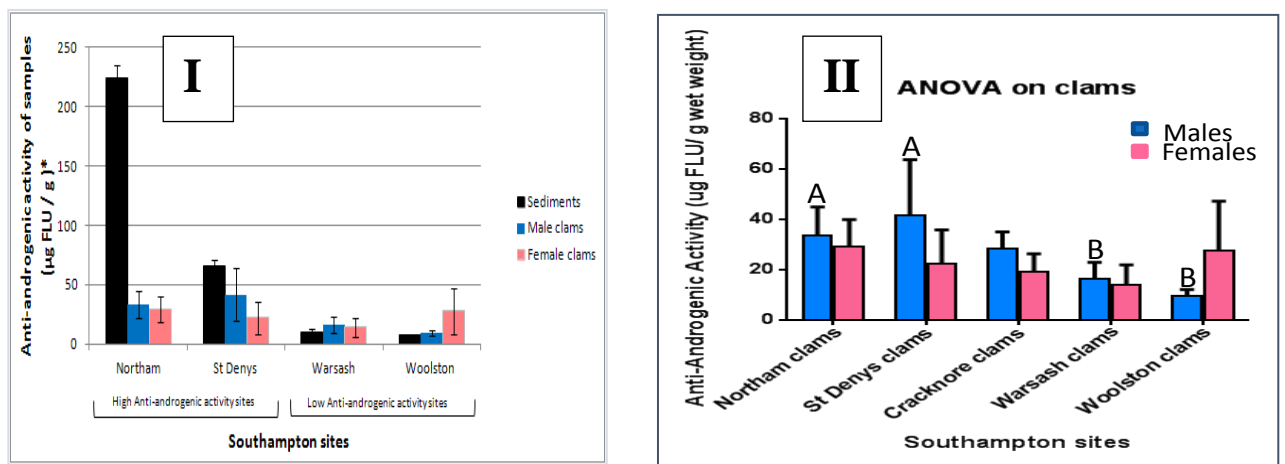 I
Anti-androgenic activity of samples
(µg FLU / g )*
250
200
150
100
50
0
Northam
St Denys
Warsash
Woolston
High Anti-androgenic activity sites
Low Anti-androgenic activity sites
Southampton sites
Sediments
Male clams
Female clams
II
ANOVA on clams
Males
Females
Anti-Androgenic Activity (ug FLU/ g wet weight)
80
60
40
20
0
A
A
B
B
Northam clams
St Denys clams
Cracknore clams
Warsash clams
Woolston clams
Southampton sites